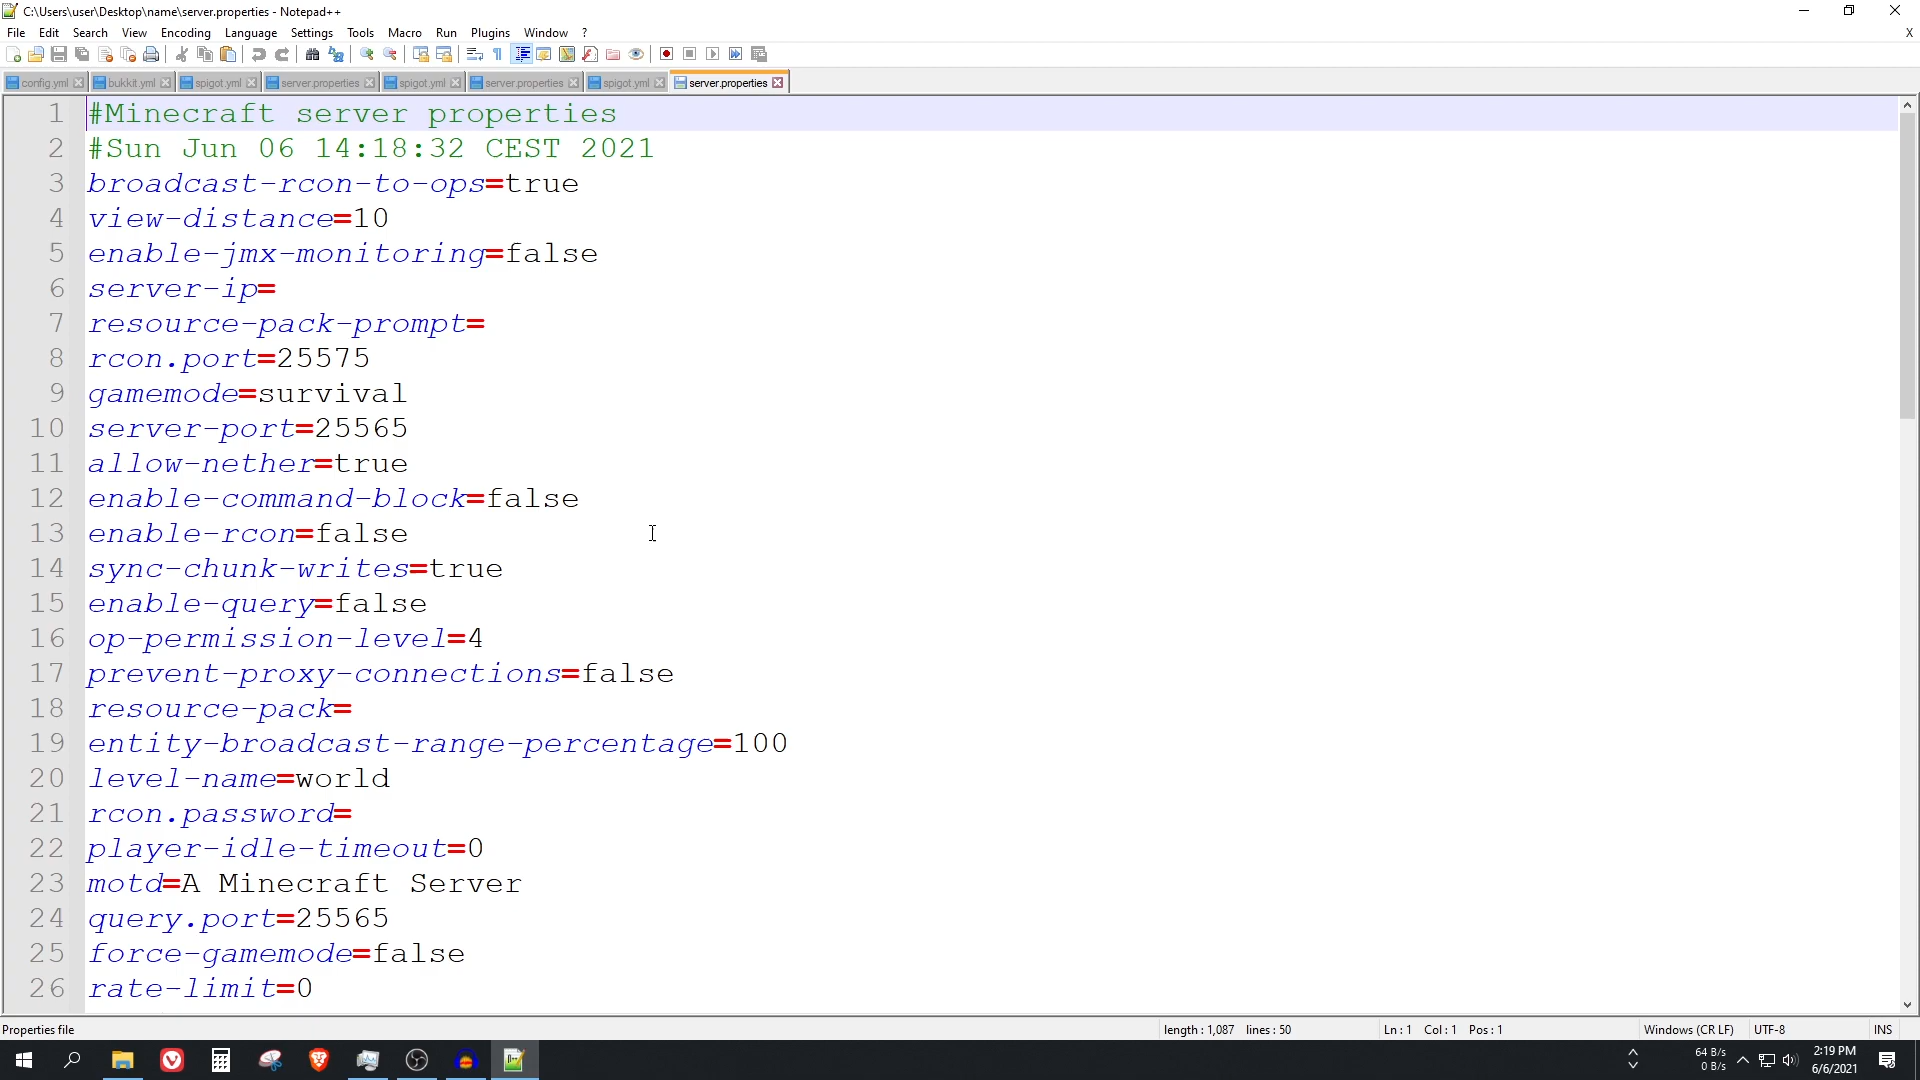 C:\Users\user\Desktop\name\server.properties - Notepad++
File Edit Search View Encoding Language Settings Tools Macro Run Plugins Window ? X
config.yml bukkit.yml spigot.yml server.properties spigot.yml server.properties spigot.yml server.properties
1 #Minecraft server properties
2 #Sun Jun 06 14:18:32 CEST 2021
3 broadcast-rcon-to-ops=true
4 view-distance=10
5 enable-jmx-monitoring=false
6 server-ip=
7 resource-pack-prompt=
8 rcon.port=25575
9 gamemode=survival
10 server-port=25565
11 allow-nether=true
12 enable-command-block=false
13 enable-rcon=false
14 sync-chunk-writes=true
15 enable-query=false
16 op-permission-level=4
17 prevent-proxy-connections=false
18 resource-pack=
19 entity-broadcast-range-percentage=100
20 level-name=world
21 rcon.password=
22 player-idle-timeout=0
23 motd=A Minecraft Server
24 query.port=25565
25 force-gamemode=false
26 rate-limit=0
Properties file length : 1,087 lines : 50 Ln : 1 Col : 1 Pos : 1 Windows (CR LF) UTF-8 INS
64 B/s
0 B/s
2:19 PM
6/6/2021